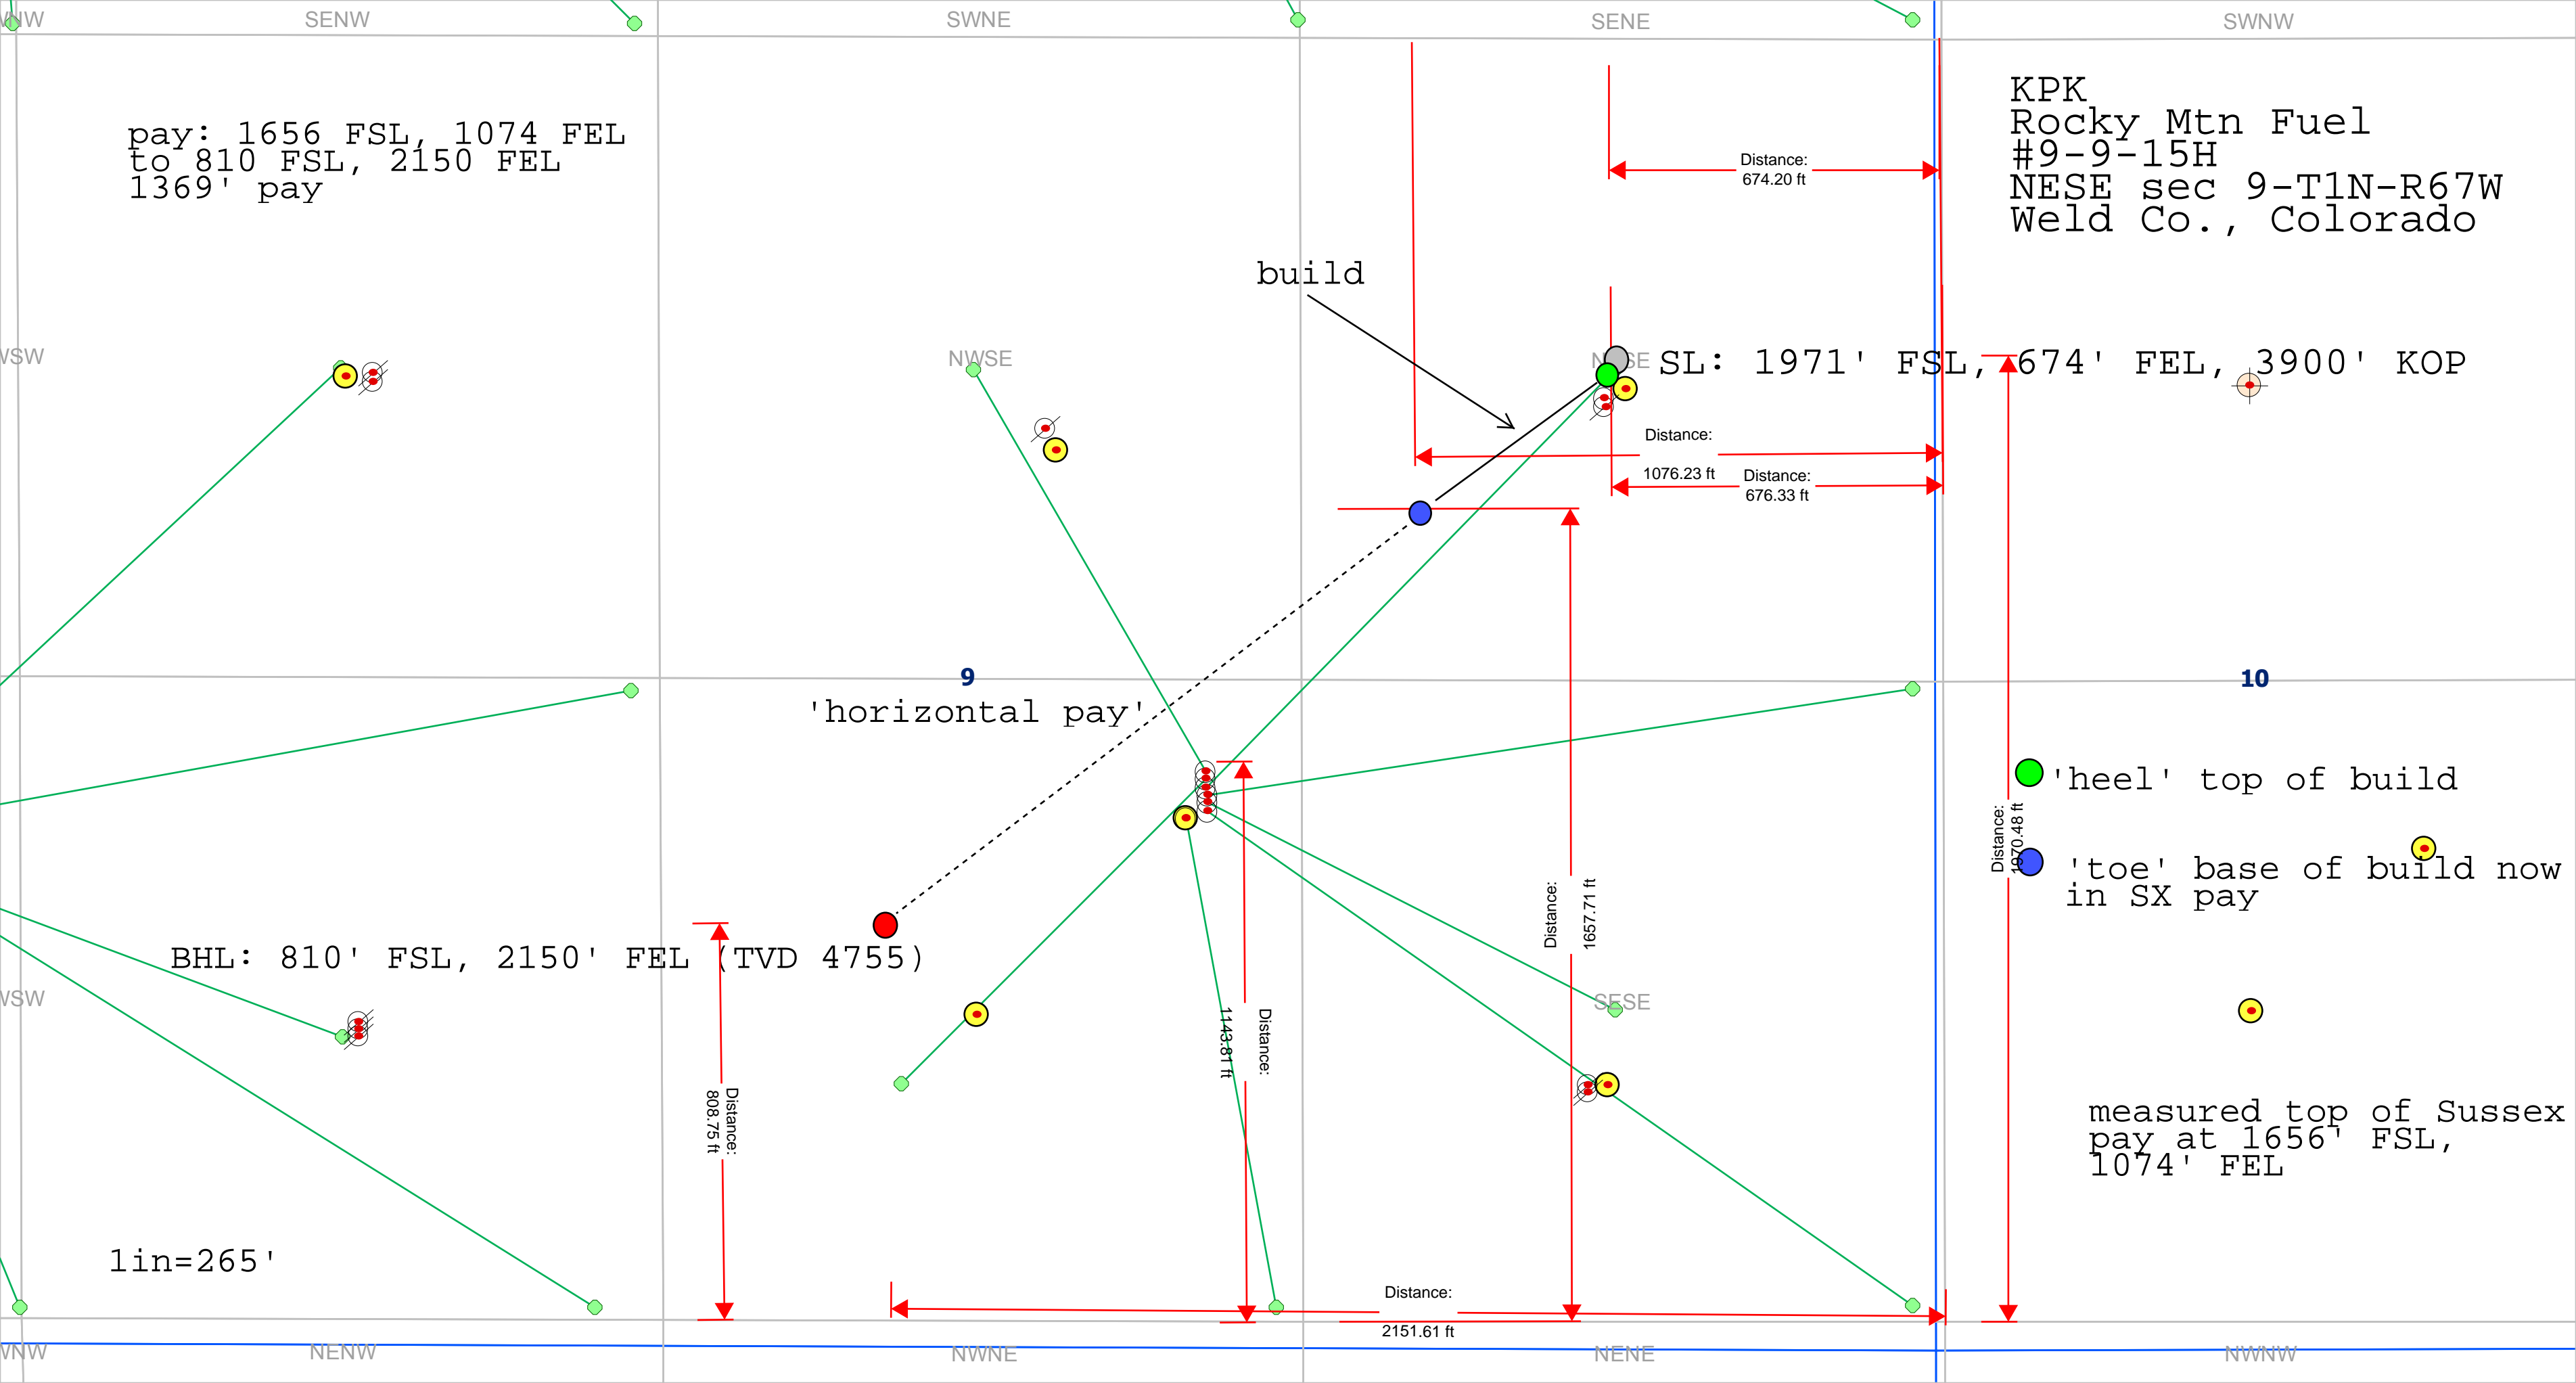 SENW
SWNE
SENE
SWNW
KPK
Rocky Mtn Fuel
#9-9-15H
NESE sec 9-T1N-R67W
Weld Co., Colorado
pay: 1656 FSL, 1074 FEL
to 810 FSL, 2150 FEL
1369' pay
Distance:
674.20 ft
build
NWSE
SL: 1971' FSL, 674' FEL, 3900' KOP
Distance:
1076.23 ft
Distance:
676.33 ft
9
10
'horizontal pay'
'heel' top of build
Distance:
1970.48 ft
'toe' base of build now
in SX pay
Distance:
1657.71 ft
BHL: 810' FSL, 2150' FEL (TVD 4755)
SESE
Distance:
1143.81 ft
Distance:
808.75 ft
measured top of Sussex
pay at 1656' FSL,
1074' FEL
1in=265'
Distance:
2151.61 ft
NENW
NWNE
NENE
NWNW